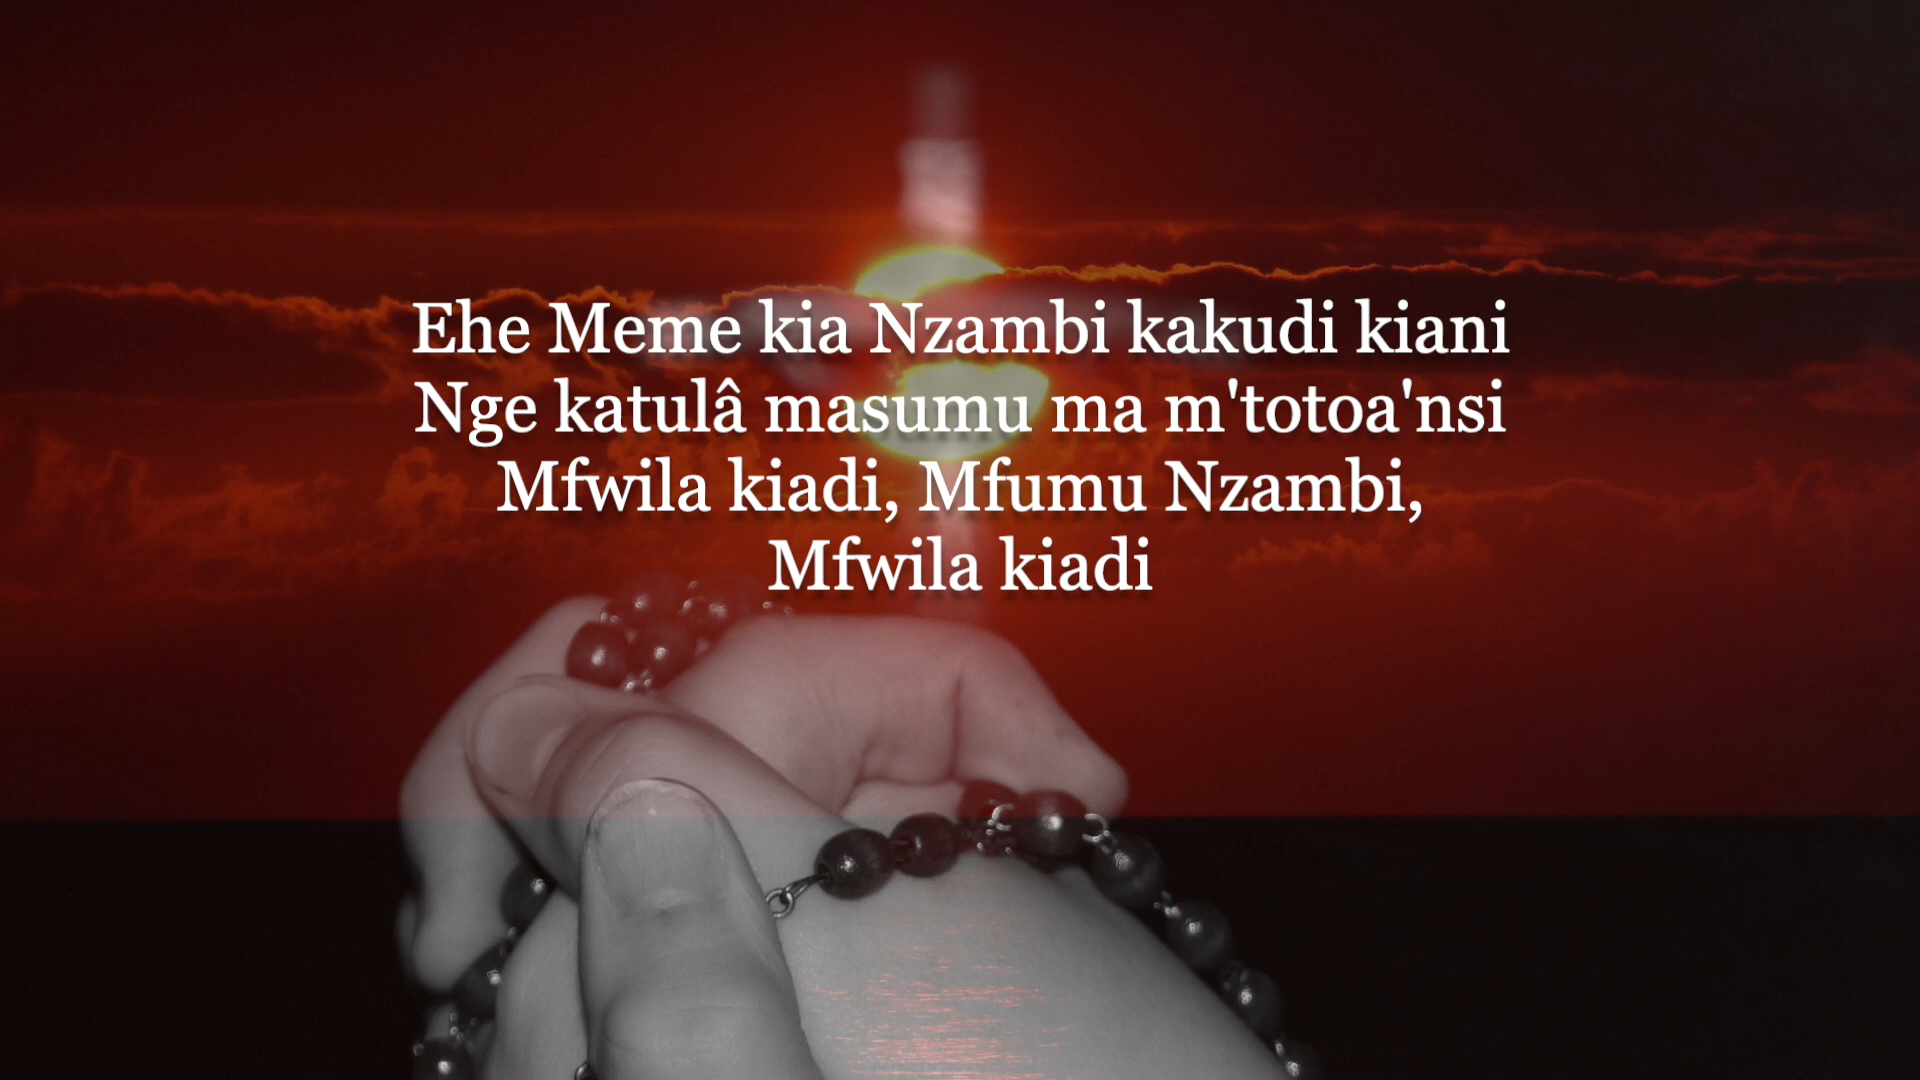 Ehe Meme kia Nzambi kakudi kiani
Nge katulâ masumu ma m'totoa'nsi
Mfwila kiadi, Mfumu Nzambi,
Mfwila kiadi